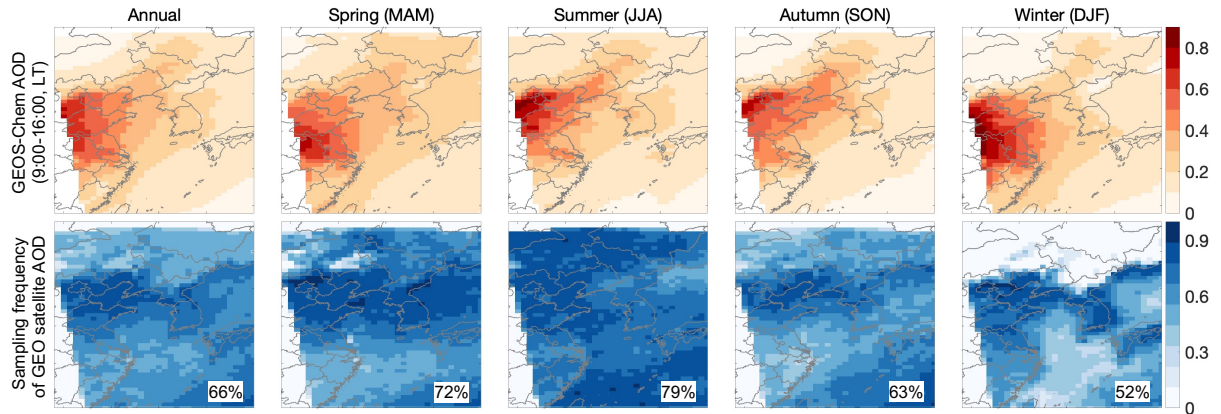 Annual
Spring (MAM)
Summer (JJA)
Autumn (SON)
Winter (DJF)
GEOS-Chem AOD
(9:00-16:00, LT)
0.8
0.6
0.4
0.2
0
Sampling frequency
of GEO satellite AOD
66%
72%
79%
63%
52%
0.9
0.6
0.3
0